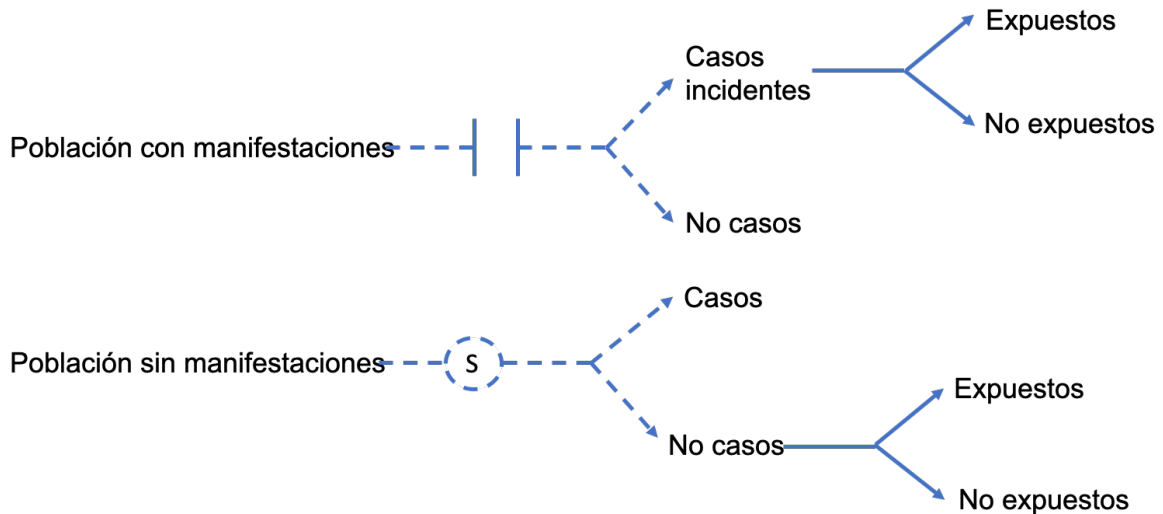 Expuestos
Casos
incidentes
No expuestos
Población con manifestaciones
No casos
Casos
Población sin manifestaciones
S
Expuestos
No casos
No expuestos